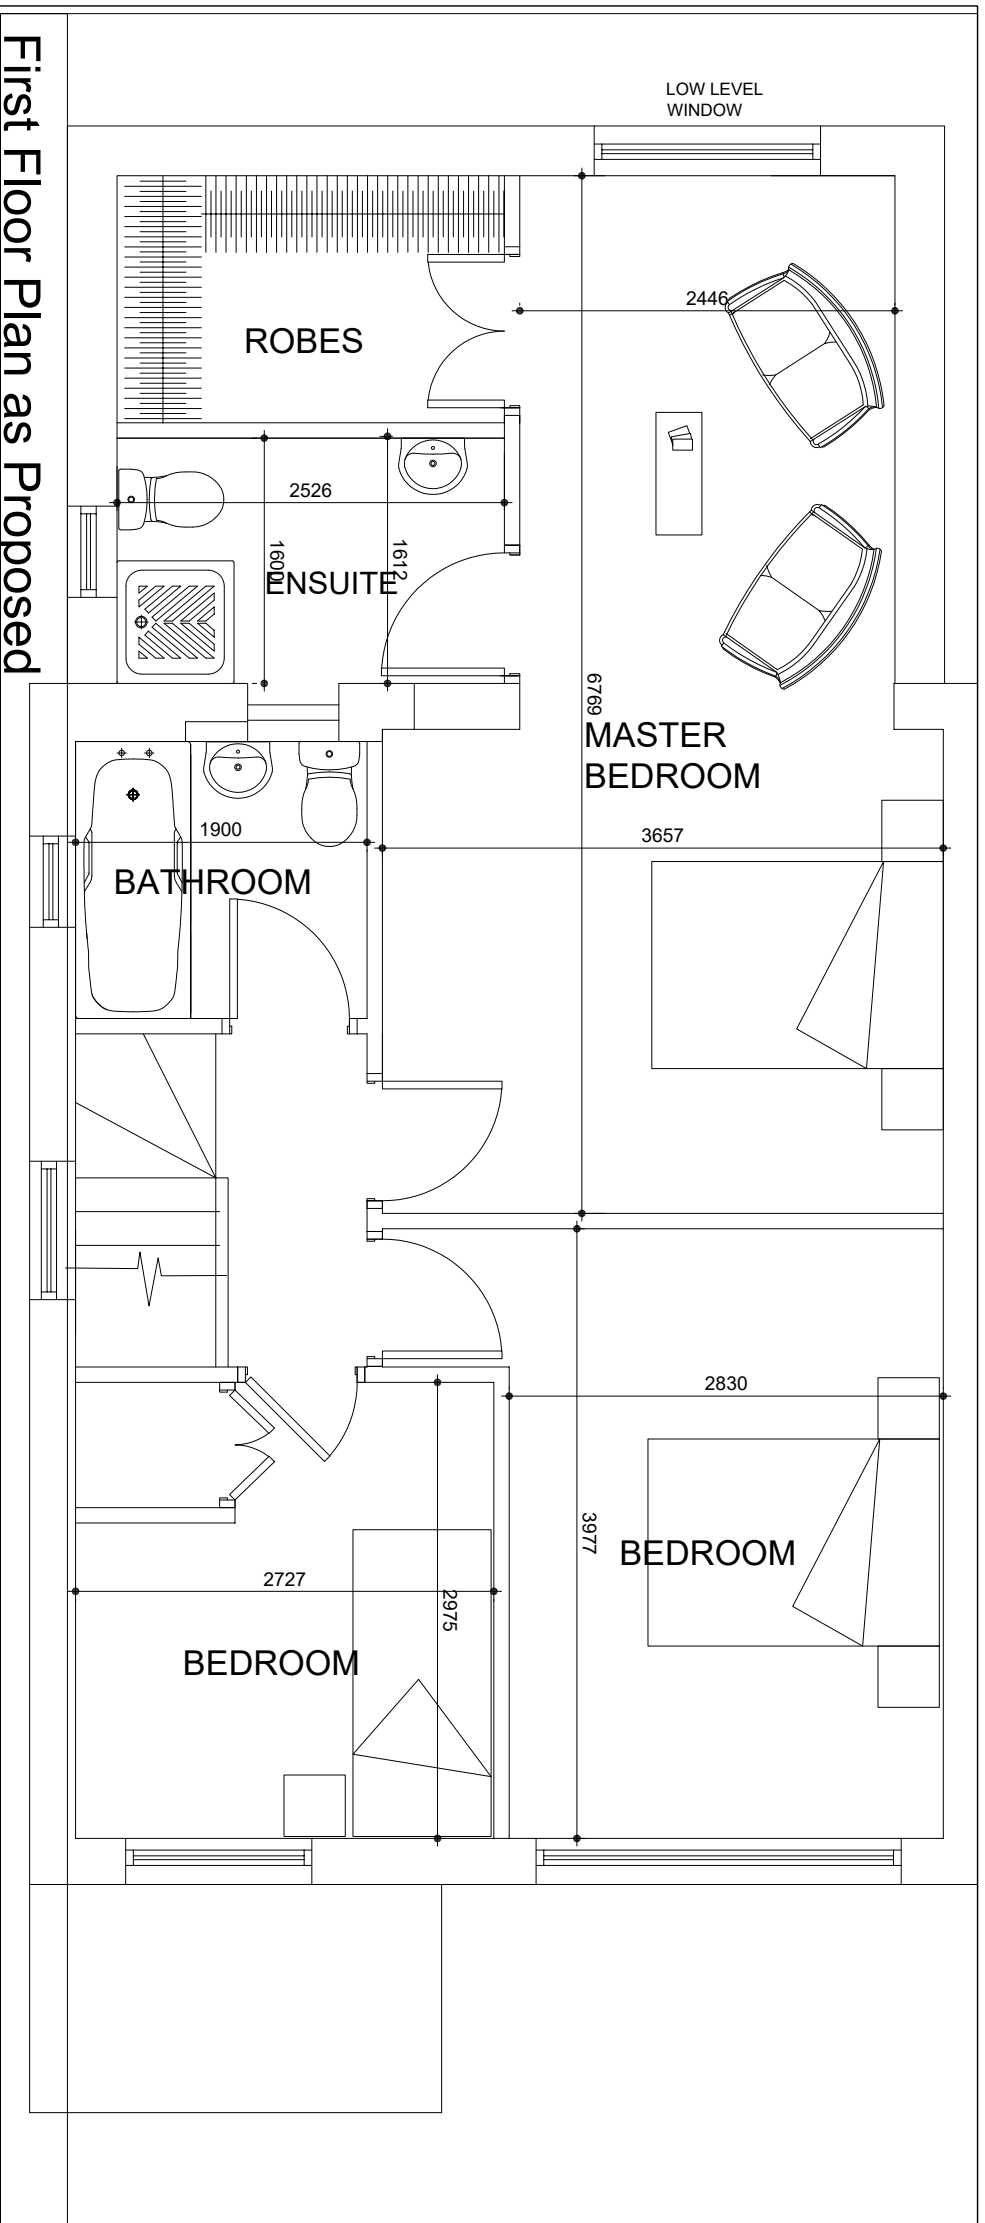 First Floor Plan as Proposed
LOW LEVEL
WINDOW
2446
ROBES
2526
1600
1612
ENSUITE
6769
MASTER
BEDROOM
1900
3657
BATHROOM
2830
3977
BEDROOM
2727
2975
BEDROOM